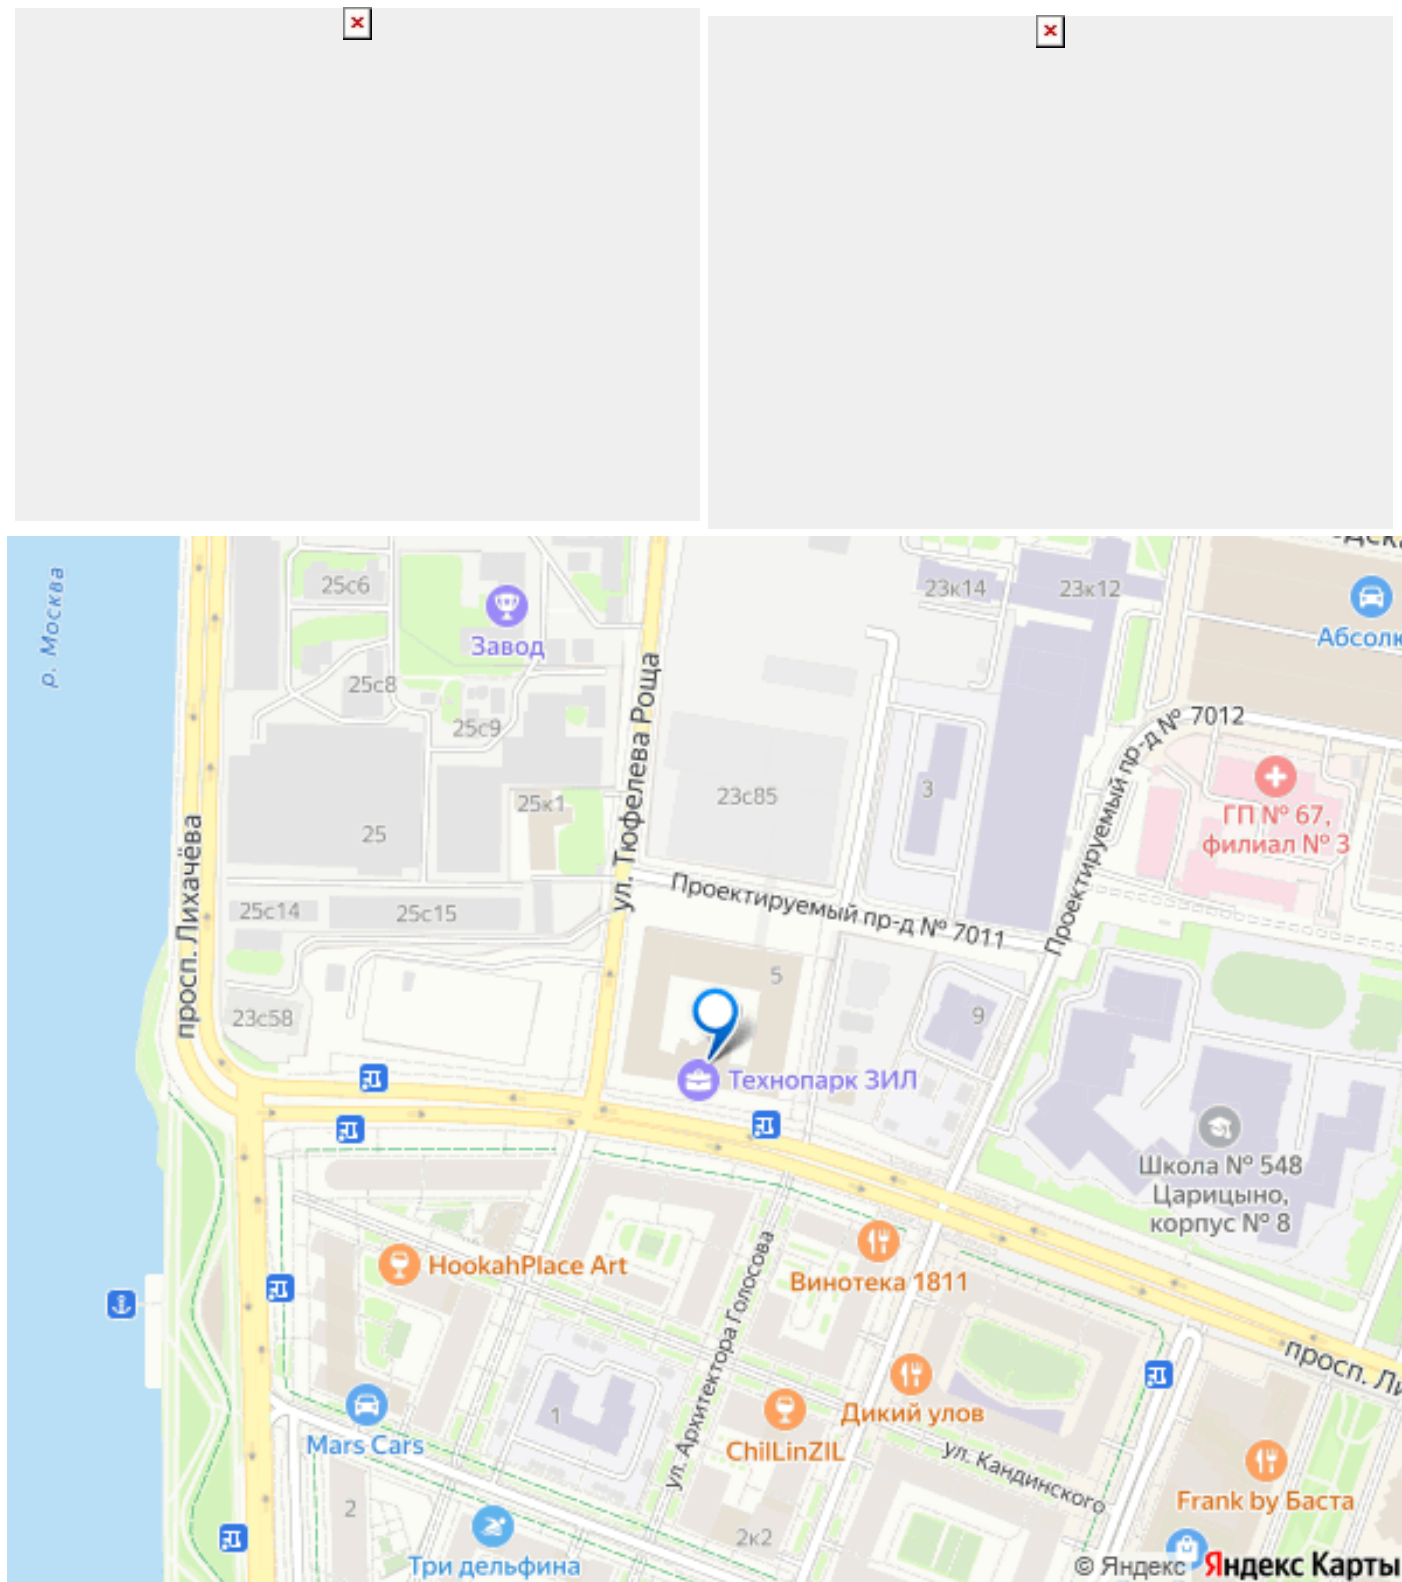 дск
р. Москва
25с6
Завод
23к14
23к12
Абсолю
25с8
25с9
ул. Тюфелева Роща
Проектируемый пр-д № 7012
просп. Лихачёва
25
25к1
23с85
3
ГП № 67,
филиал № 3
25с14
25с15
Проектируемый пр-д № 7011
23с58
5
9
Технопарк ЗИЛ
Школа № 548
Царицыно,
корпус № 8
HookahPlace Art
Винотека 1811
ул. Архитектора Голосова
просп. Ли
1
Дикий улов
Mars Cars
ChilLinZIL
ул. Кандинского
2
Frank by Баста
2к2
Три дельфина
© Яндекс Яндекс Карты